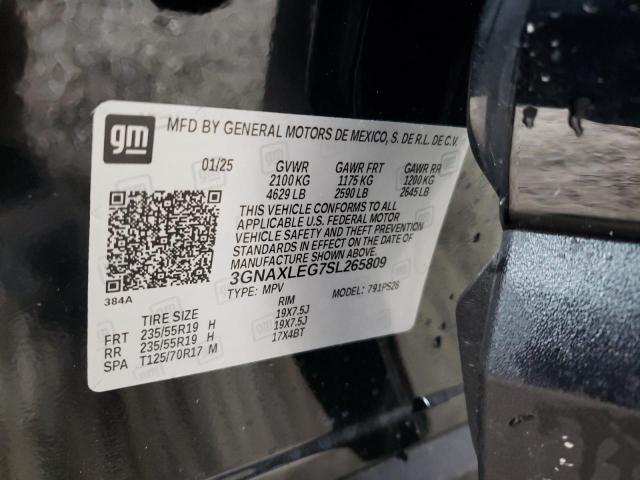 gm
MFD BY GENERAL MOTORS DE MEXICO, S. DE R.L. DE C.V.
01/25 GVWR GAWR FRT GAWR RR
2100 KG 1175 KG 1200 KG
4629 LB 2590 LB 2645 LB
THIS VEHICLE CONFORMS TO ALL
APPLICABLE U.S. FEDERAL MOTOR
VEHICLE SAFETY AND THEFT PREVENTION
STANDARDS IN EFFECT ON THE DATE OF
MANUFACTURE SHOWN ABOVE.
3GNAXLEG7SL265809
TYPE: MPV MODEL: 791PS26
384A
TIRE SIZE RIM
FRT 235/55R19 H 19X7.5J
RR 235/55R19 H 19X7.5J
SPA T125/70R17 M 17X4BT